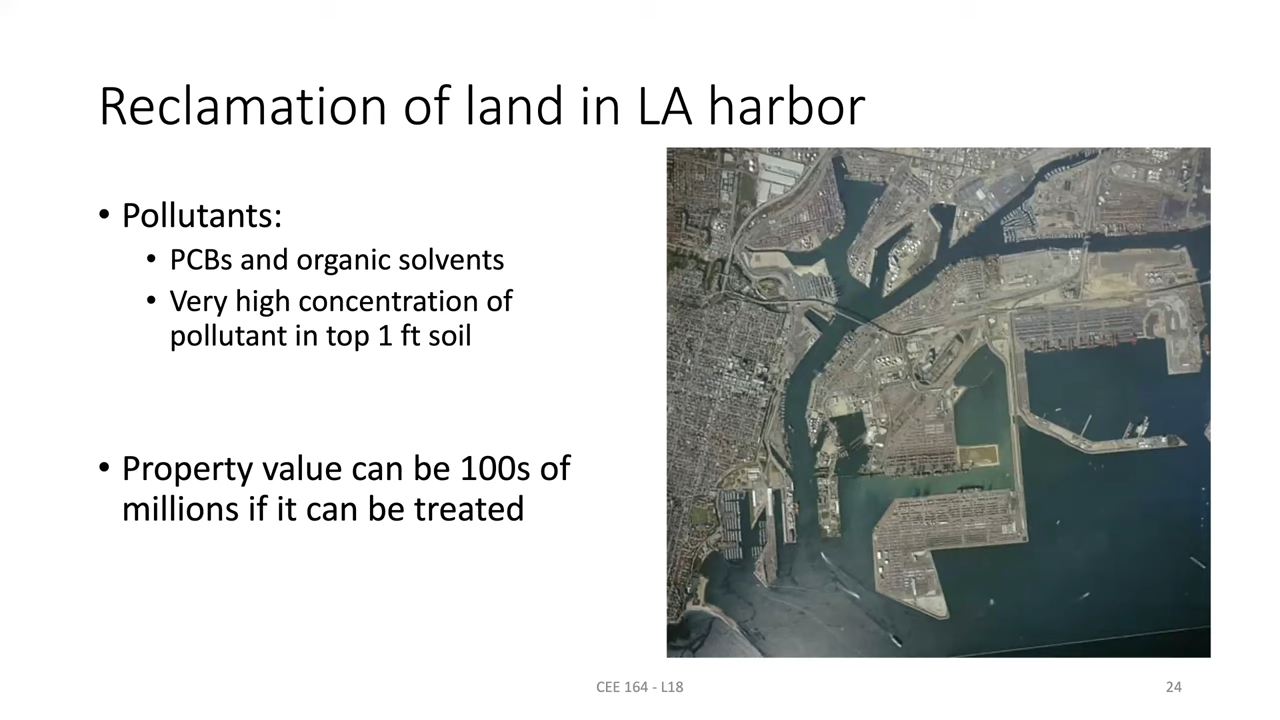 Reclamation of land in LA harbor
• Pollutants:
• PCBs and organic solvents
• Very high concentration of
pollutant in top 1 ft soil
• Property value can be 100s of
millions if it can be treated
CEE 164 - L18
24